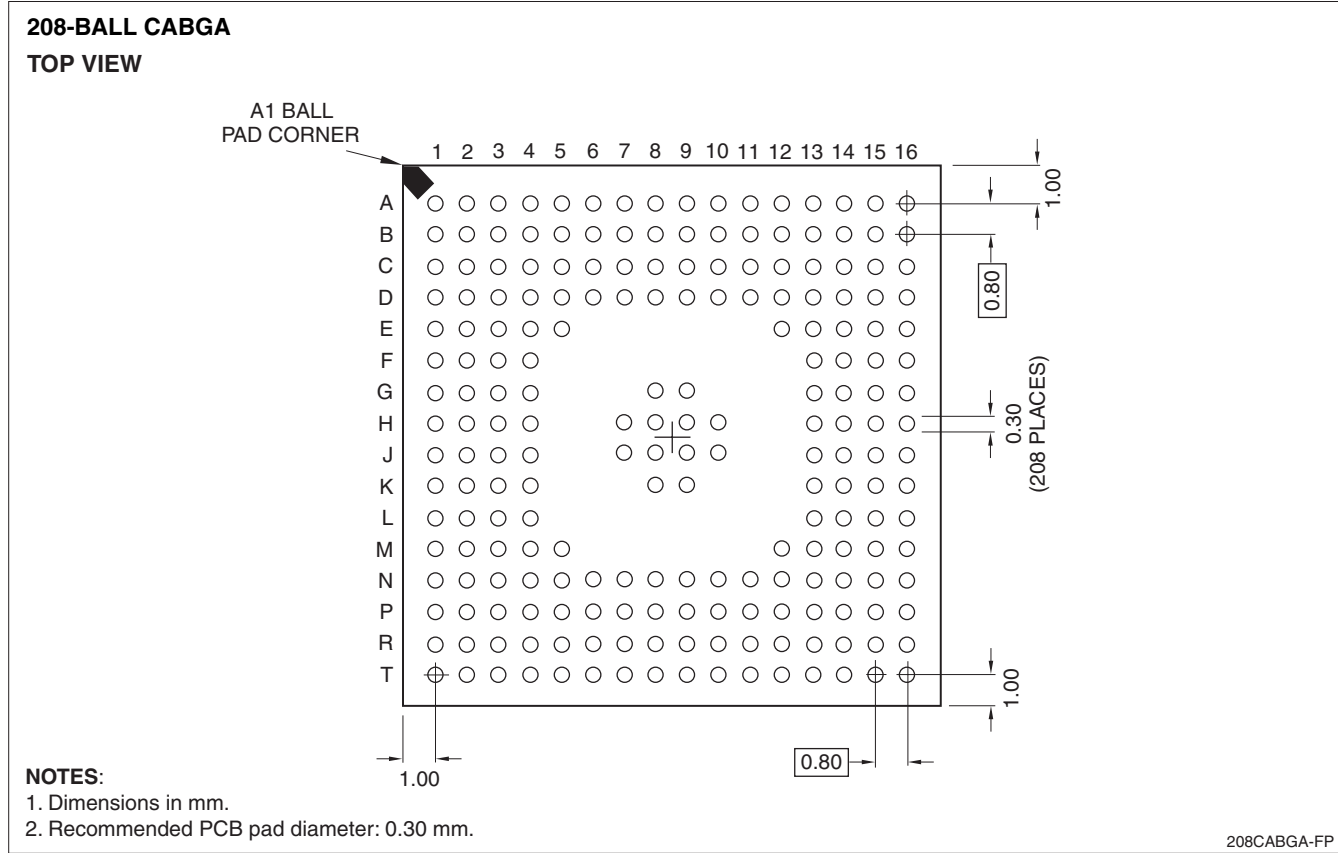 208-BALL CABGA
TOP VIEW
A1 BALL
PAD CORNER
1 2 3 4 5 6 7 8 9 10 11 12 13 14 15 16
A
B
C
D
E
F
G
H
J
K
L
M
N
P
R
T
1.00
0.80
0.30
(208 PLACES)
1.00
0.80
1.00
NOTES:
1. Dimensions in mm.
2. Recommended PCB pad diameter: 0.30 mm.
208CABGA-FP